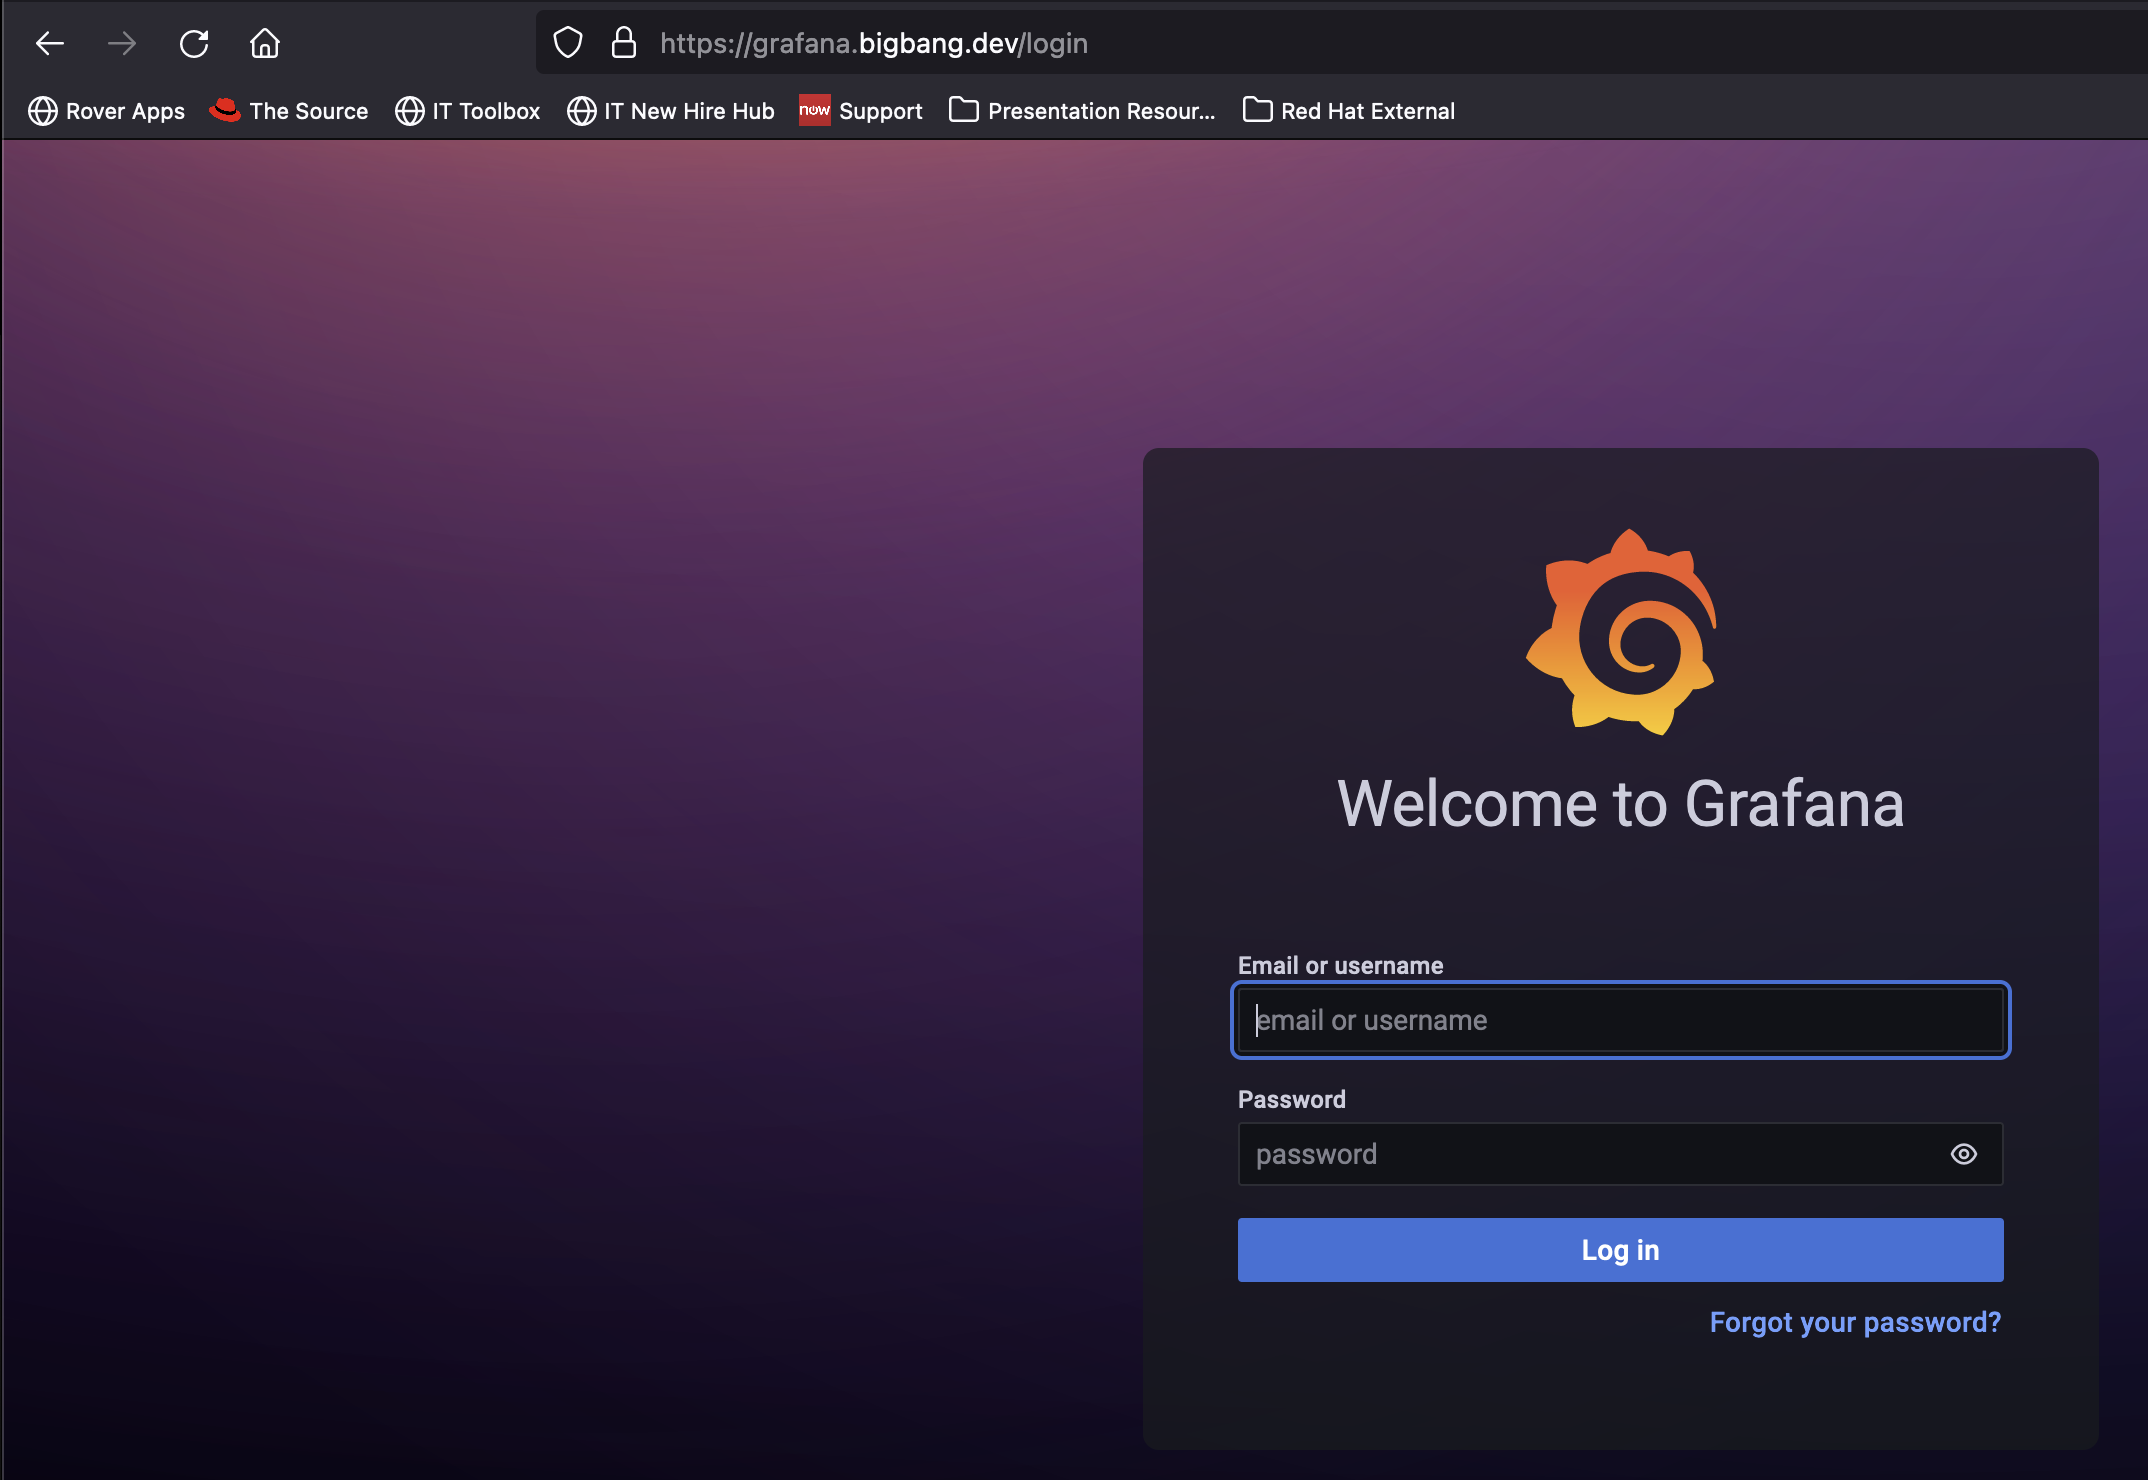 https://grafana.bigbang.dev/login
Rover Apps The Source IT Toolbox IT New Hire Hub now Support Presentation Resour... Red Hat External
Welcome to Grafana
Email or username
email or username
Password
password
Log in
Forgot your password?